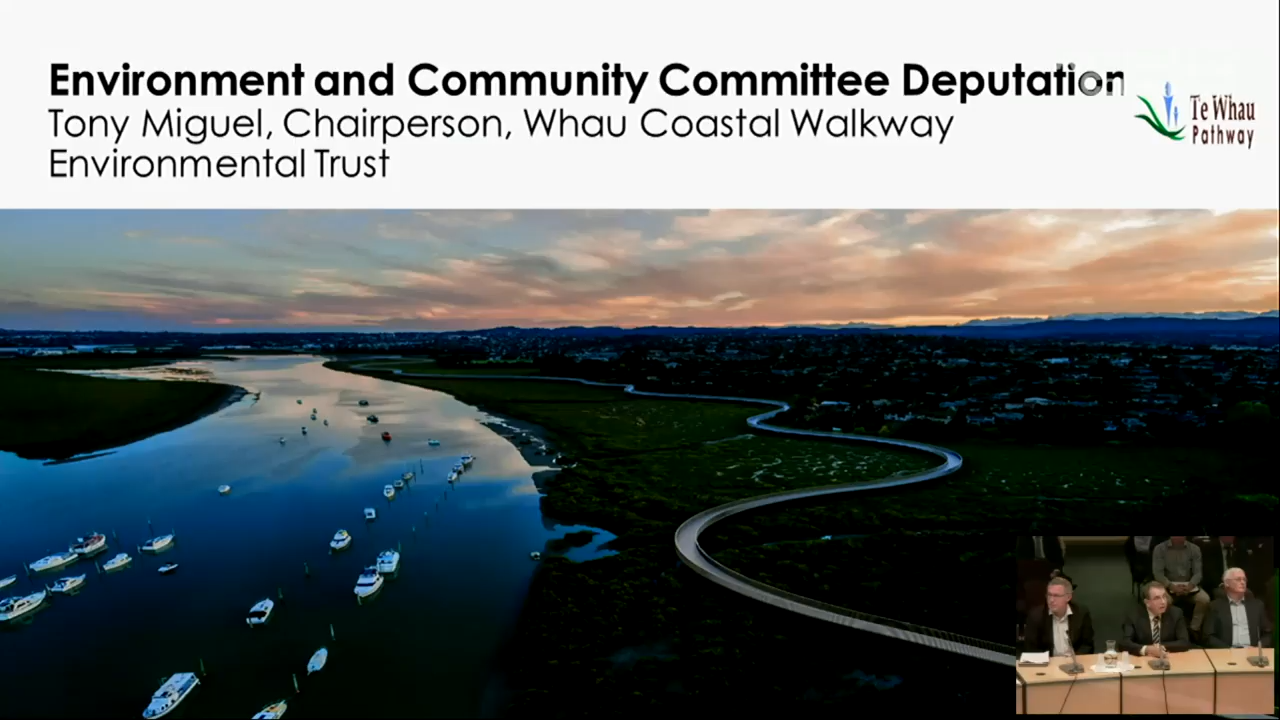 Environment and Community Committee Deputation
Tony Miguel, Chairperson, Whau Coastal Walkway
Environmental Trust
Te Whau
Pathway